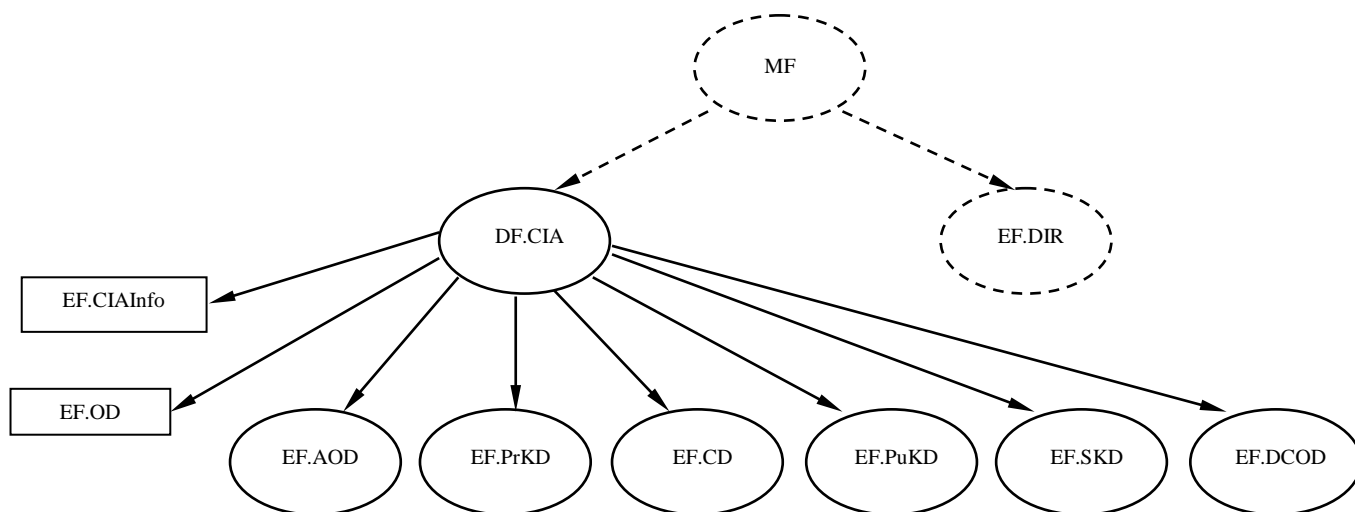 MF
DF.CIA
EF.DIR
EF.CIAInfo
EF.OD
EF.AOD
EF.PrKD
EF.CD
EF.PuKD
EF.SKD
EF.DCOD